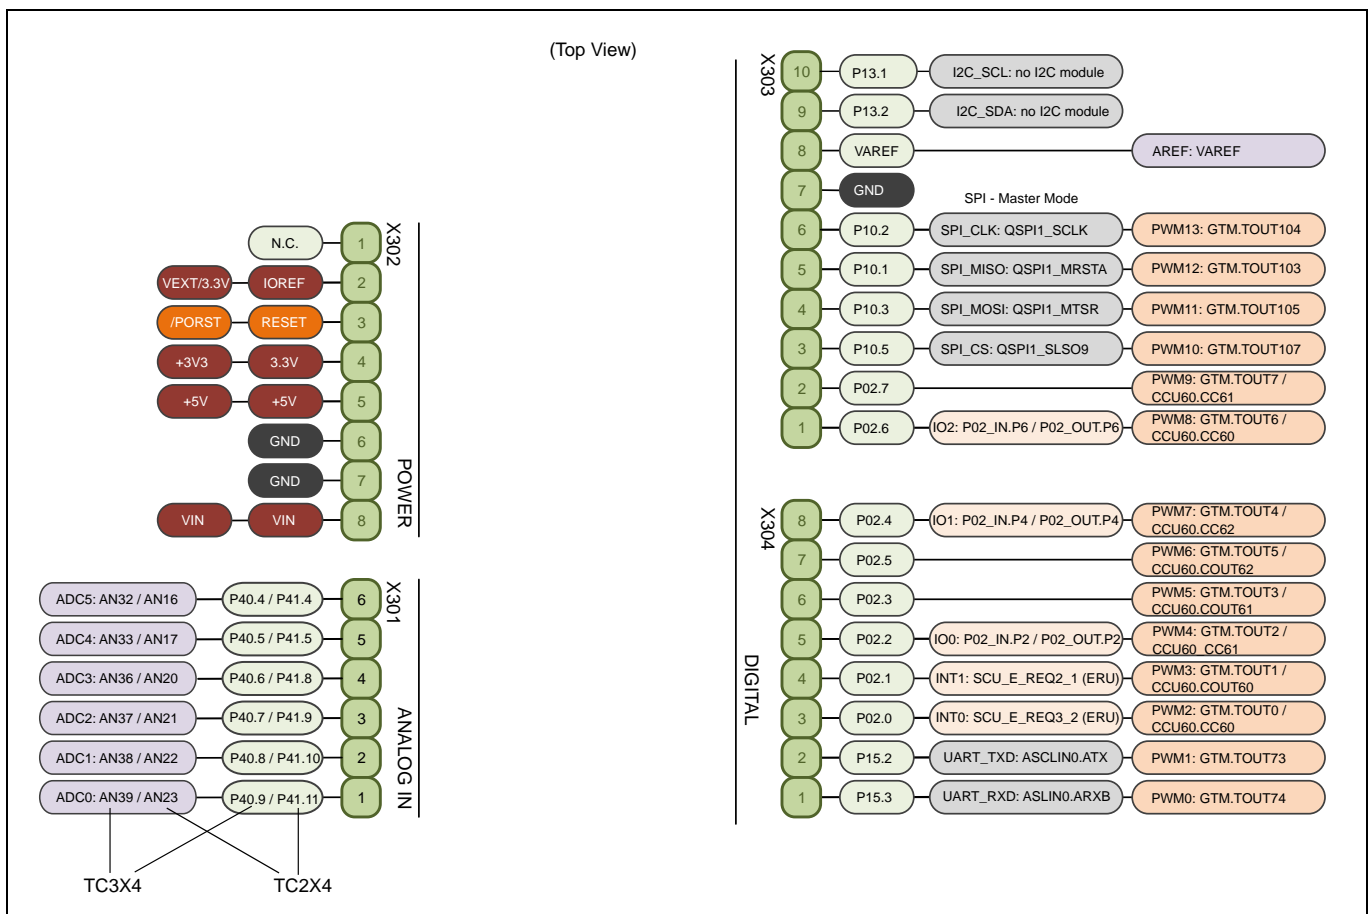 (Top View)
X303
10 P13.1 I2C_SCL: no I2C module
9 P13.2 I2C_SDA: no I2C module
8 VAREF AREF: VAREF
7 GND
SPI - Master Mode
6 P10.2 SPI_CLK: QSPI1_SCLK PWM13: GTM.TOUT104
5 P10.1 SPI_MISO: QSPI1_MRSTA PWM12: GTM.TOUT103
4 P10.3 SPI_MOSI: QSPI1_MTSR PWM11: GTM.TOUT105
3 P10.5 SPI_CS: QSPI1_SLSO9 PWM10: GTM.TOUT107
2 P02.7 PWM9: GTM.TOUT7 /
CCU60.CC61
1 P02.6 IO2: P02_IN.P6 / P02_OUT.P6 PWM8: GTM.TOUT6 /
CCU60.CC60
X302
N.C. 1
VEXT/3.3V IOREF 2
/PORST RESET 3
+3V3 3.3V 4
+5V +5V 5
GND 6
GND 7
VIN VIN 8
POWER
X304
8 P02.4 IO1: P02_IN.P4 / P02_OUT.P4 PWM7: GTM.TOUT4 /
CCU60.CC62
7 P02.5 PWM6: GTM.TOUT5 /
CCU60.COUT62
6 P02.3 PWM5: GTM.TOUT3 /
CCU60.COUT61
5 P02.2 IO0: P02_IN.P2 / P02_OUT.P2 PWM4: GTM.TOUT2 /
CCU60_CC61
4 P02.1 INT1: SCU_E_REQ2_1 (ERU) PWM3: GTM.TOUT1 /
CCU60.COUT60
3 P02.0 INT0: SCU_E_REQ3_2 (ERU) PWM2: GTM.TOUT0 /
CCU60.CC60
2 P15.2 UART_TXD: ASCLIN0.ATX PWM1: GTM.TOUT73
1 P15.3 UART_RXD: ASLIN0.ARXB PWM0: GTM.TOUT74
DIGITAL
X301
ADC5: AN32 / AN16 P40.4 / P41.4 6
ADC4: AN33 / AN17 P40.5 / P41.5 5
ADC3: AN36 / AN20 P40.6 / P41.8 4
ADC2: AN37 / AN21 P40.7 / P41.9 3
ADC1: AN38 / AN22 P40.8 / P41.10 2
ADC0: AN39 / AN23 P40.9 / P41.11 1
ANALOG IN
TC3X4 TC2X4